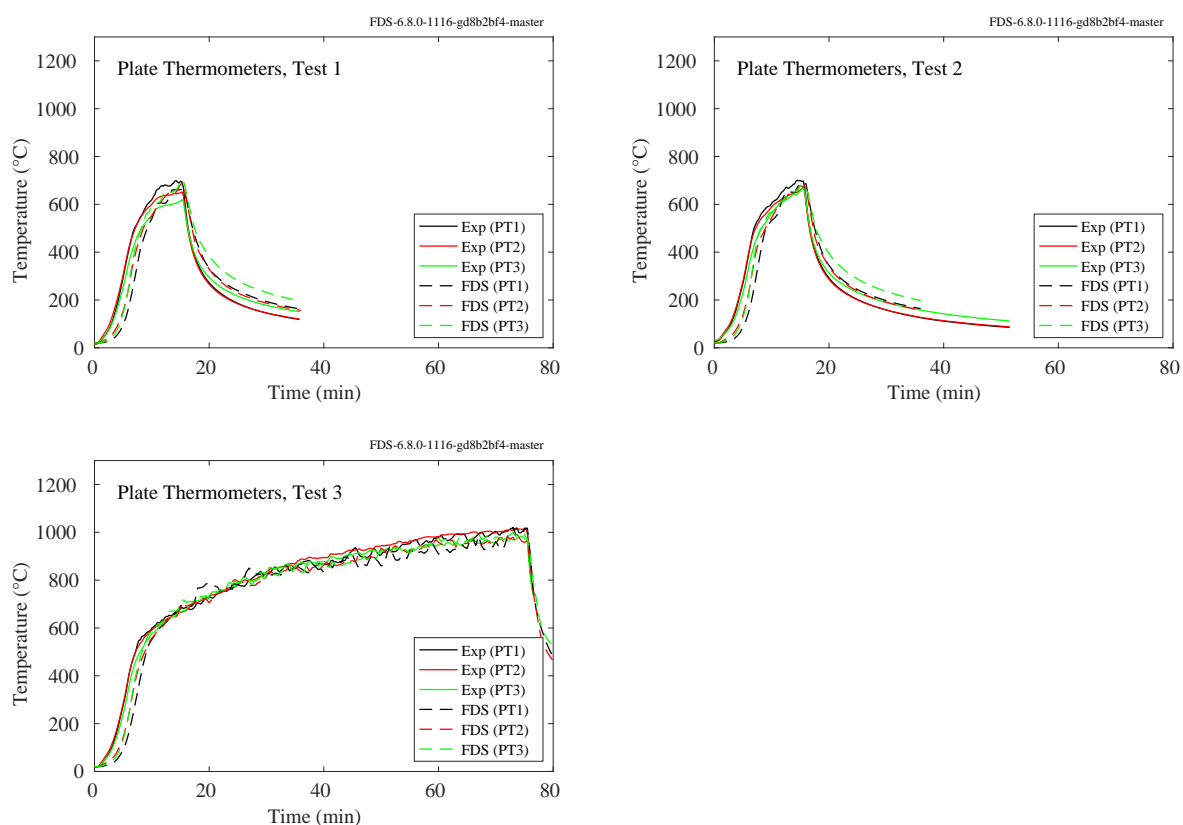 FDS-6.8.0-1116-gd8b2bf4-master
Plate Thermometers, Test 1
Temperature (°C)
1200
1000
800
600
400
200
0
Exp (PT1)
Exp (PT2)
Exp (PT3)
FDS (PT1)
FDS (PT2)
FDS (PT3)
0 20 40 60 80
Time (min)
FDS-6.8.0-1116-gd8b2bf4-master
Plate Thermometers, Test 2
Temperature (°C)
1200
1000
800
600
400
200
0
Exp (PT1)
Exp (PT2)
Exp (PT3)
FDS (PT1)
FDS (PT2)
FDS (PT3)
0 20 40 60 80
Time (min)
FDS-6.8.0-1116-gd8b2bf4-master
Plate Thermometers, Test 3
Temperature (°C)
1200
1000
800
600
400
200
0
Exp (PT1)
Exp (PT2)
Exp (PT3)
FDS (PT1)
FDS (PT2)
FDS (PT3)
0 20 40 60 80
Time (min)